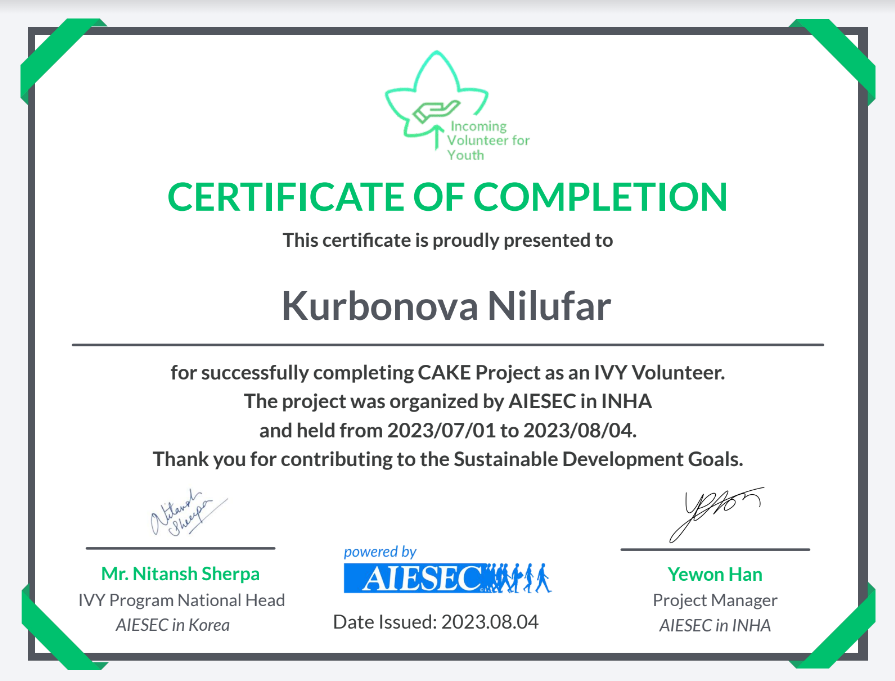 Incoming
Volunteer for
Youth
CERTIFICATE OF COMPLETION
This certificate is proudly presented to
Kurbonova Nilufar
for successfully completing CAKE Project as an IVY Volunteer.
The project was organized by AIESEC in INHA
and held from 2023/07/01 to 2023/08/04.
Thank you for contributing to the Sustainable Development Goals.
Nitansh
Sherpa
Mr. Nitansh Sherpa
IVY Program National Head
AIESEC in Korea
powered by
AIESEC
Date Issued: 2023.08.04
Yewon Han
Project Manager
AIESEC in INHA